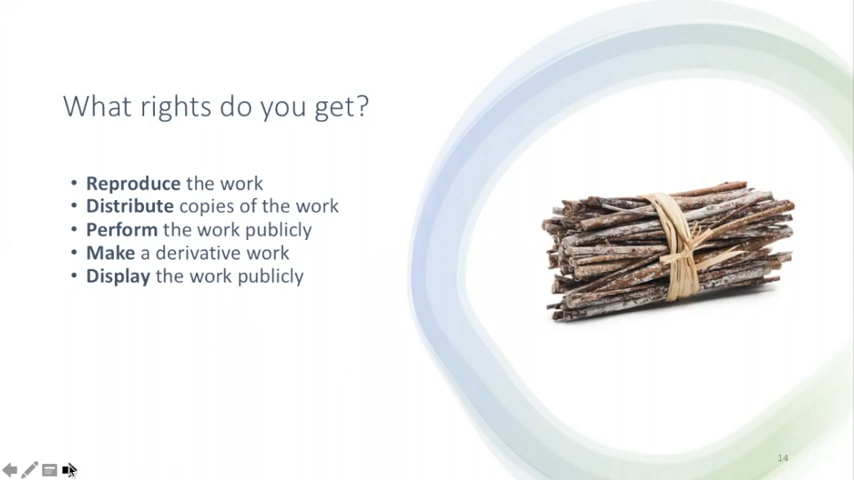 What rights do you get?
• Reproduce the work
• Distribute copies of the work
• Perform the work publicly
• Make a derivative work
• Display the work publicly
14